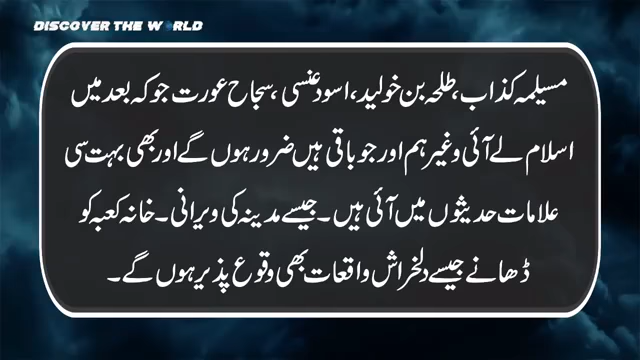 DISCOVER THE WORLD
مسیلمہ کذاب، طلحہ بن خولید، اسود عنسی، سجاح عورت جو کہ بعد میں
اسلام لے آئی وغیر ہم اور جو باقی ہیں ضرور ہوں گے اور بھی بہت سی
علامات حدیثوں میں آئی ہیں۔ جیسے مدینہ کی ویرانی۔ خانہ کعبہ کو
ڈھانے جیسے دلخراش واقعات بھی وقوع پذیر ہوں گے۔